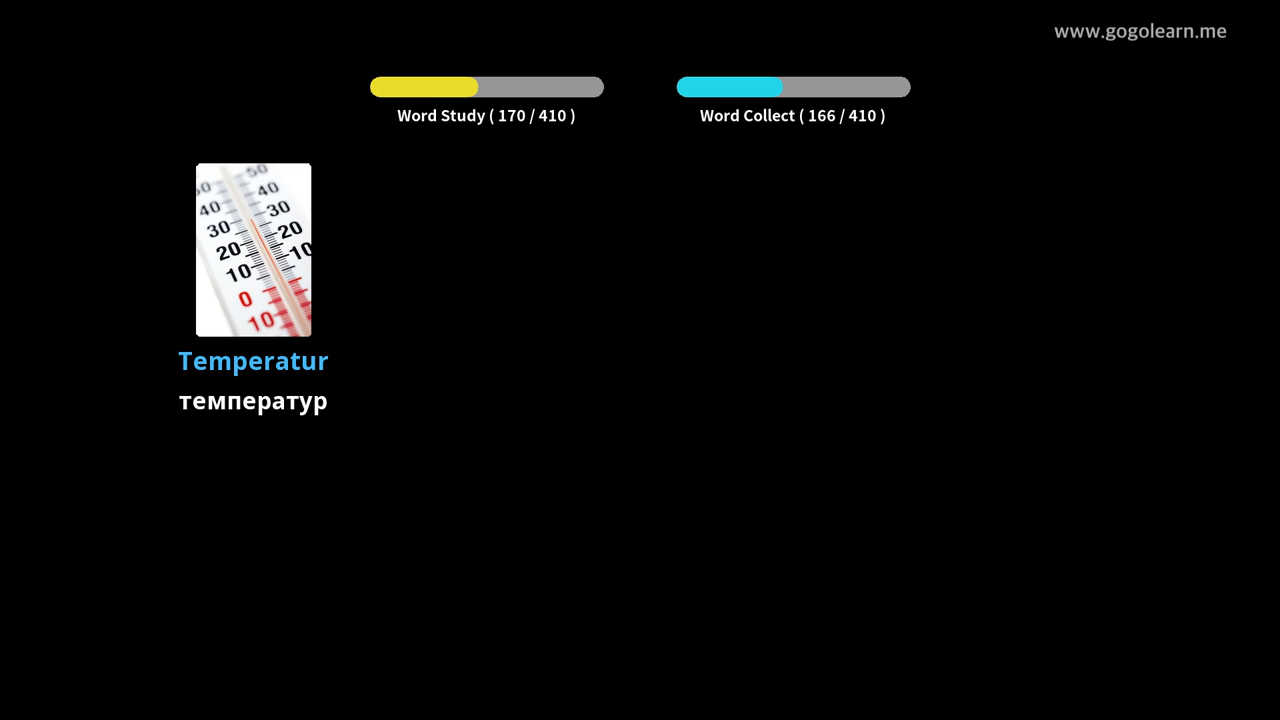 www.gogolearn.me
Word Study ( 170 / 410 )
Word Collect ( 166 / 410 )
50
40
40
30
30
20
20
10
10
0
10
Temperatur
температур